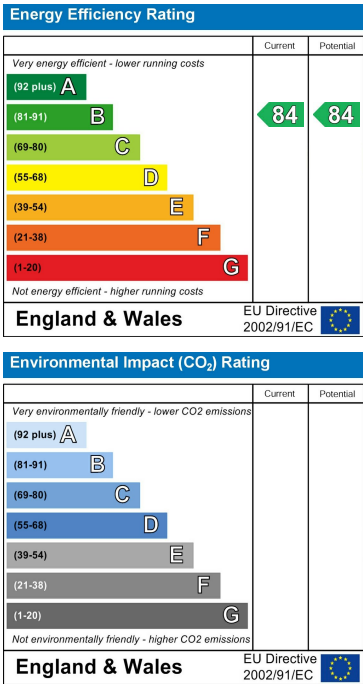 Energy Efficiency Rating
Current Potential
Very energy efficient - lower running costs
(92 plus) A
(81-91) B 84 84
(69-80) C
(55-68) D
(39-54) E
(21-38) F
(1-20) G
Not energy efficient - higher running costs
England & Wales EU Directive
2002/91/EC
Environmental Impact (CO₂) Rating
Current Potential
Very environmentally friendly - lower CO2 emissions
(92 plus) A
(81-91) B
(69-80) C
(55-68) D
(39-54) E
(21-38) F
(1-20) G
Not environmentally friendly - higher CO2 emissions
England & Wales EU Directive
2002/91/EC